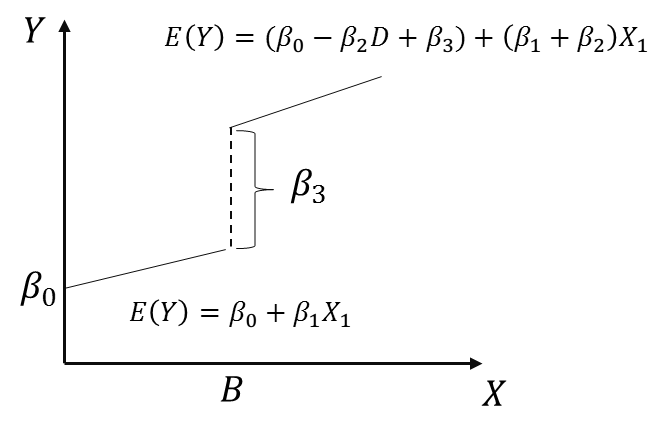 Y
E(Y) = (β₀ − β₂D + β₃) + (β₁ + β₂)X₁
β₃
β₀
E(Y) = β₀ + β₁X₁
B
X